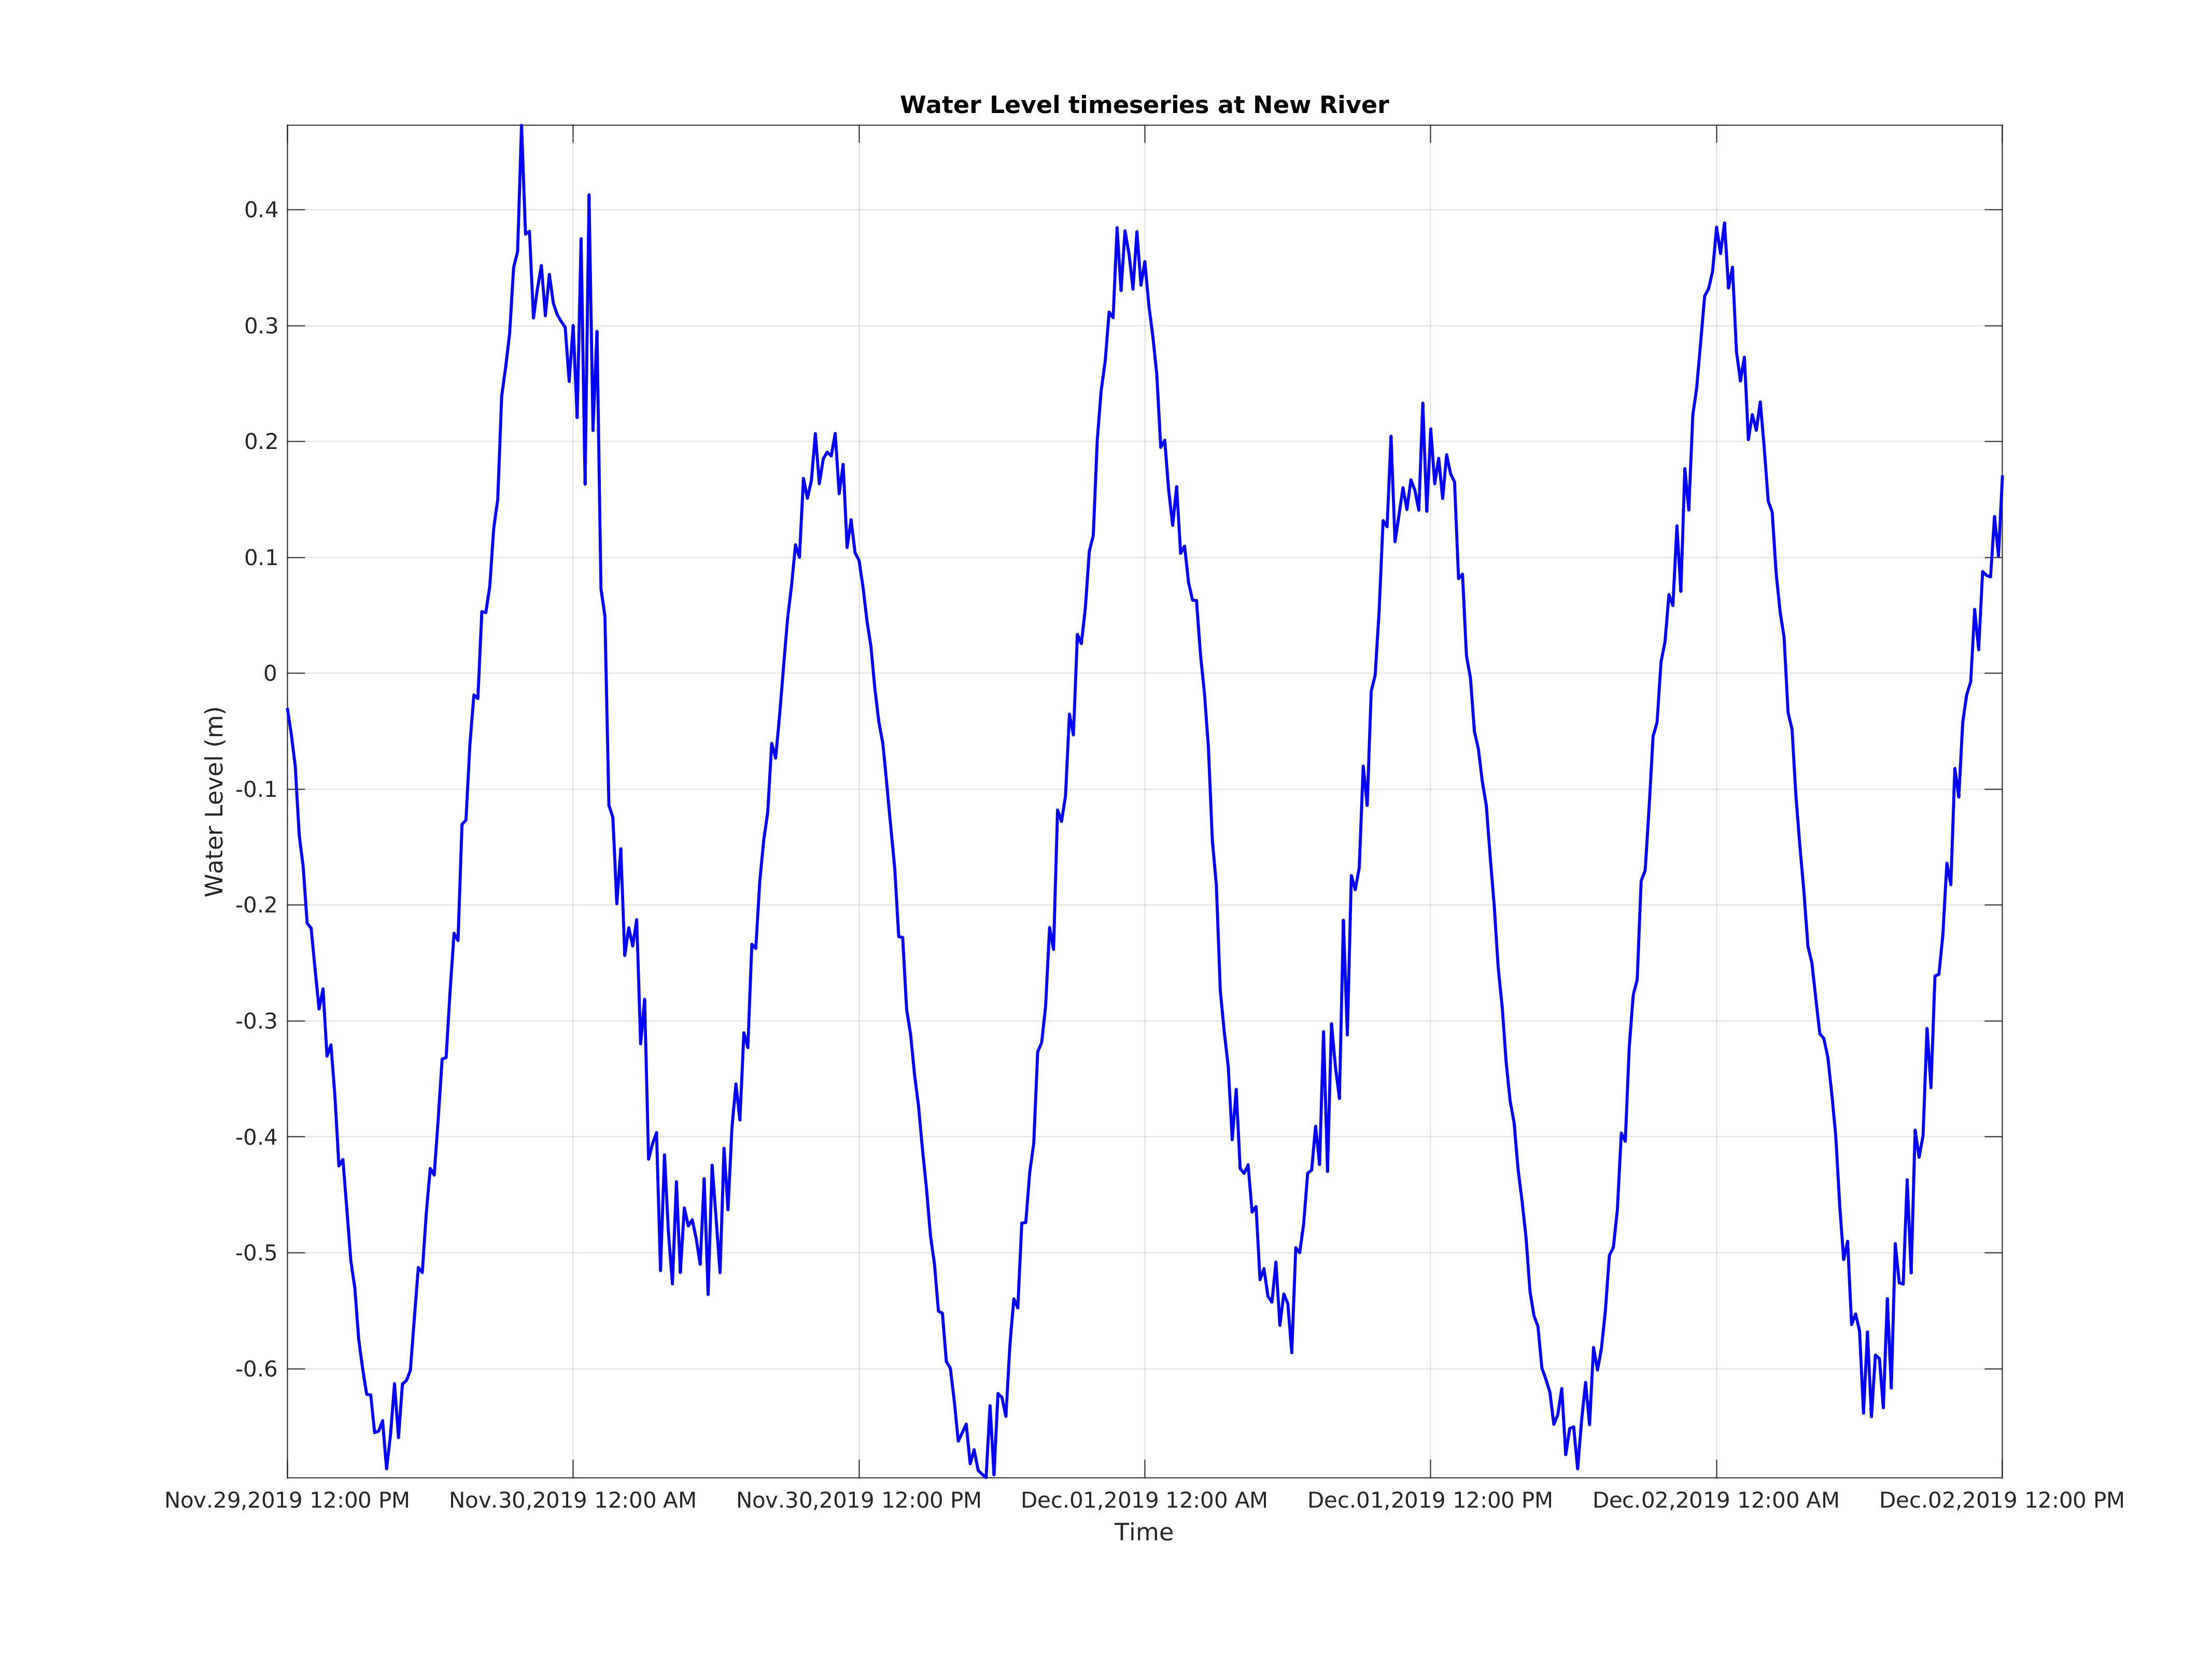 Water Level timeseries at New River
0.4
0.3
0.2
0.1
0
-0.1
-0.2
-0.3
-0.4
-0.5
-0.6
Water Level (m)
Nov.29,2019 12:00 PM Nov.30,2019 12:00 AM Nov.30,2019 12:00 PM Dec.01,2019 12:00 AM Dec.01,2019 12:00 PM Dec.02,2019 12:00 AM Dec.02,2019 12:00 PM
Time